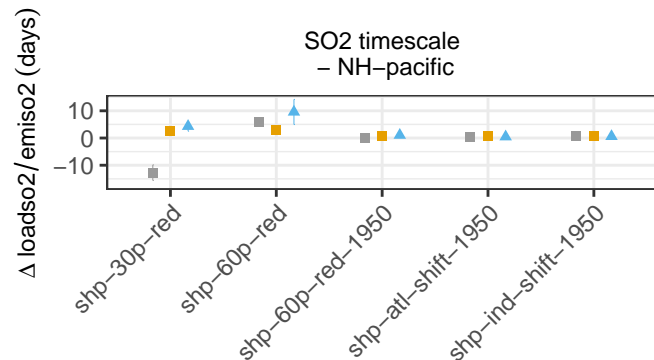 SO2 timescale
− NH−pacific
Δ loadso2/emiso2 (days)
10
0
−10
shp−30p−red
shp−60p−red
shp−60p−red−1950
shp−atl−shift−1950
shp−ind−shift−1950